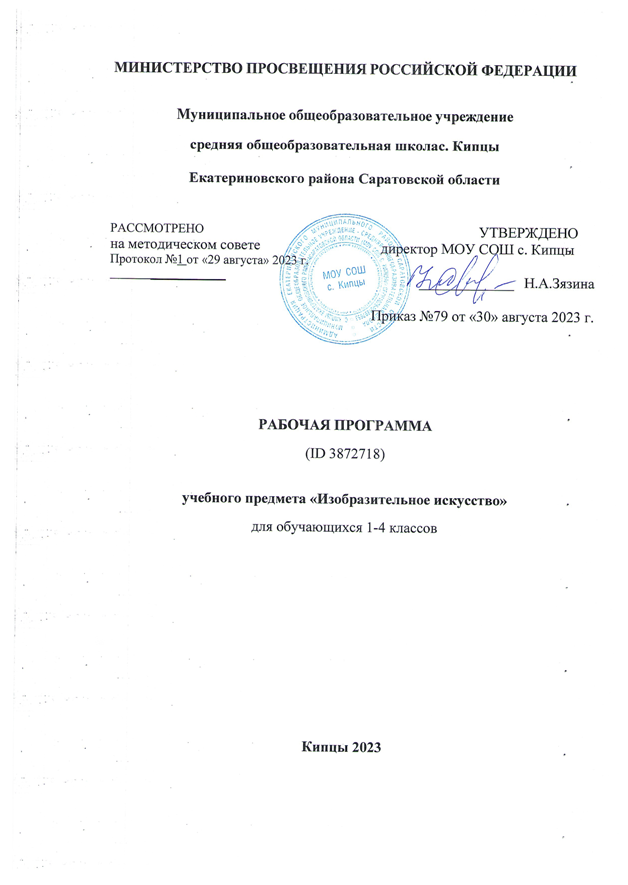 МИНИСТЕРСТВО ПРОСВЕЩЕНИЯ РОССИЙСКОЙ ФЕДЕРАЦИИ
Муниципальное общеобразовательное учреждение
средняя общеобразовательная школас. Кипцы
Екатериновского района Саратовской области
РАССМОТРЕНО
на методическом совете
Протокол №1 от «29 августа» 2023 г.
УТВЕРЖДЕНО
директор МОУ СОШ с. Кипцы
Н.А.Зязина
Приказ №79 от «30» августа 2023 г.
МОУ СОШ
с. Кипцы
РАБОЧАЯ ПРОГРАММА
(ID 3872718)
учебного предмета «Изобразительное искусство»
для обучающихся 1-4 классов
Кипцы 2023